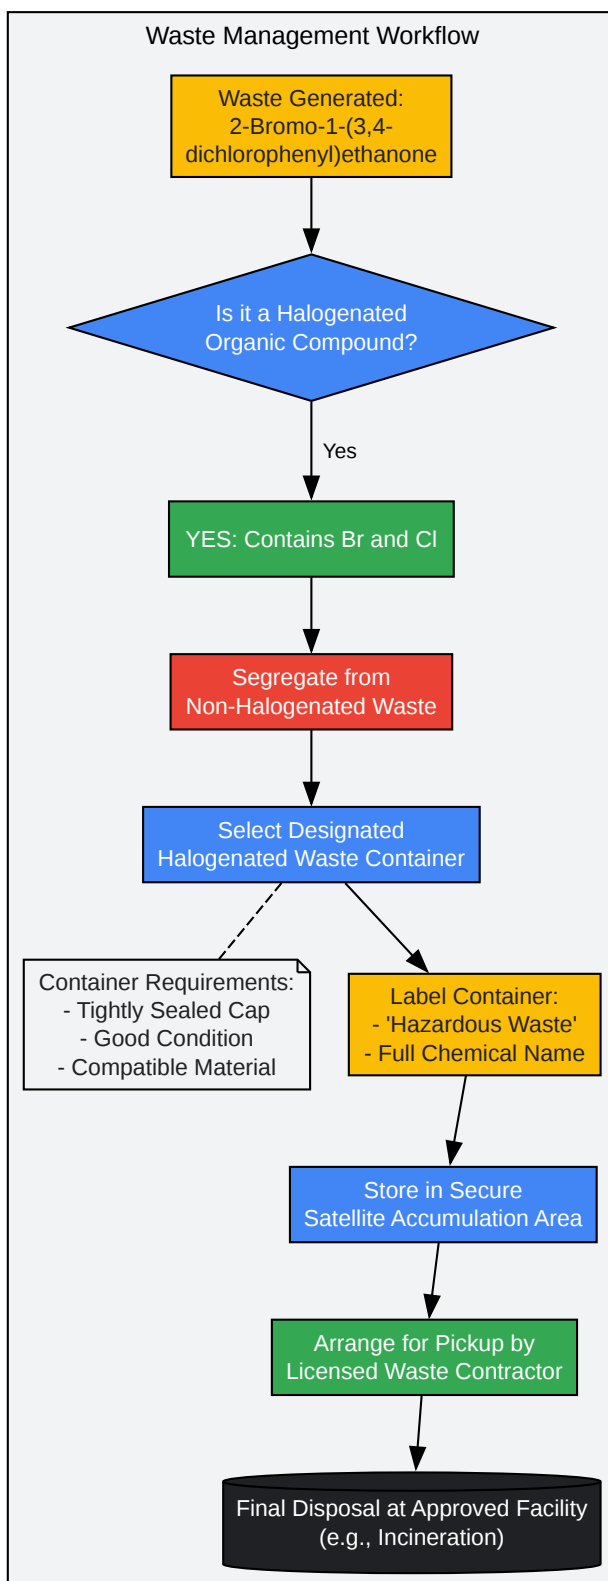 Waste Management Workflow
Waste Generated:
2-Bromo-1-(3,4-
dichlorophenyl)ethanone
Is it a Halogenated
Organic Compound?
Yes
YES: Contains Br and Cl
Segregate from
Non-Halogenated Waste
Select Designated
Halogenated Waste Container
Container Requirements:
- Tightly Sealed Cap
- Good Condition
- Compatible Material
Label Container:
- 'Hazardous Waste'
- Full Chemical Name
Store in Secure
Satellite Accumulation Area
Arrange for Pickup by
Licensed Waste Contractor
Final Disposal at Approved Facility
(e.g., Incineration)